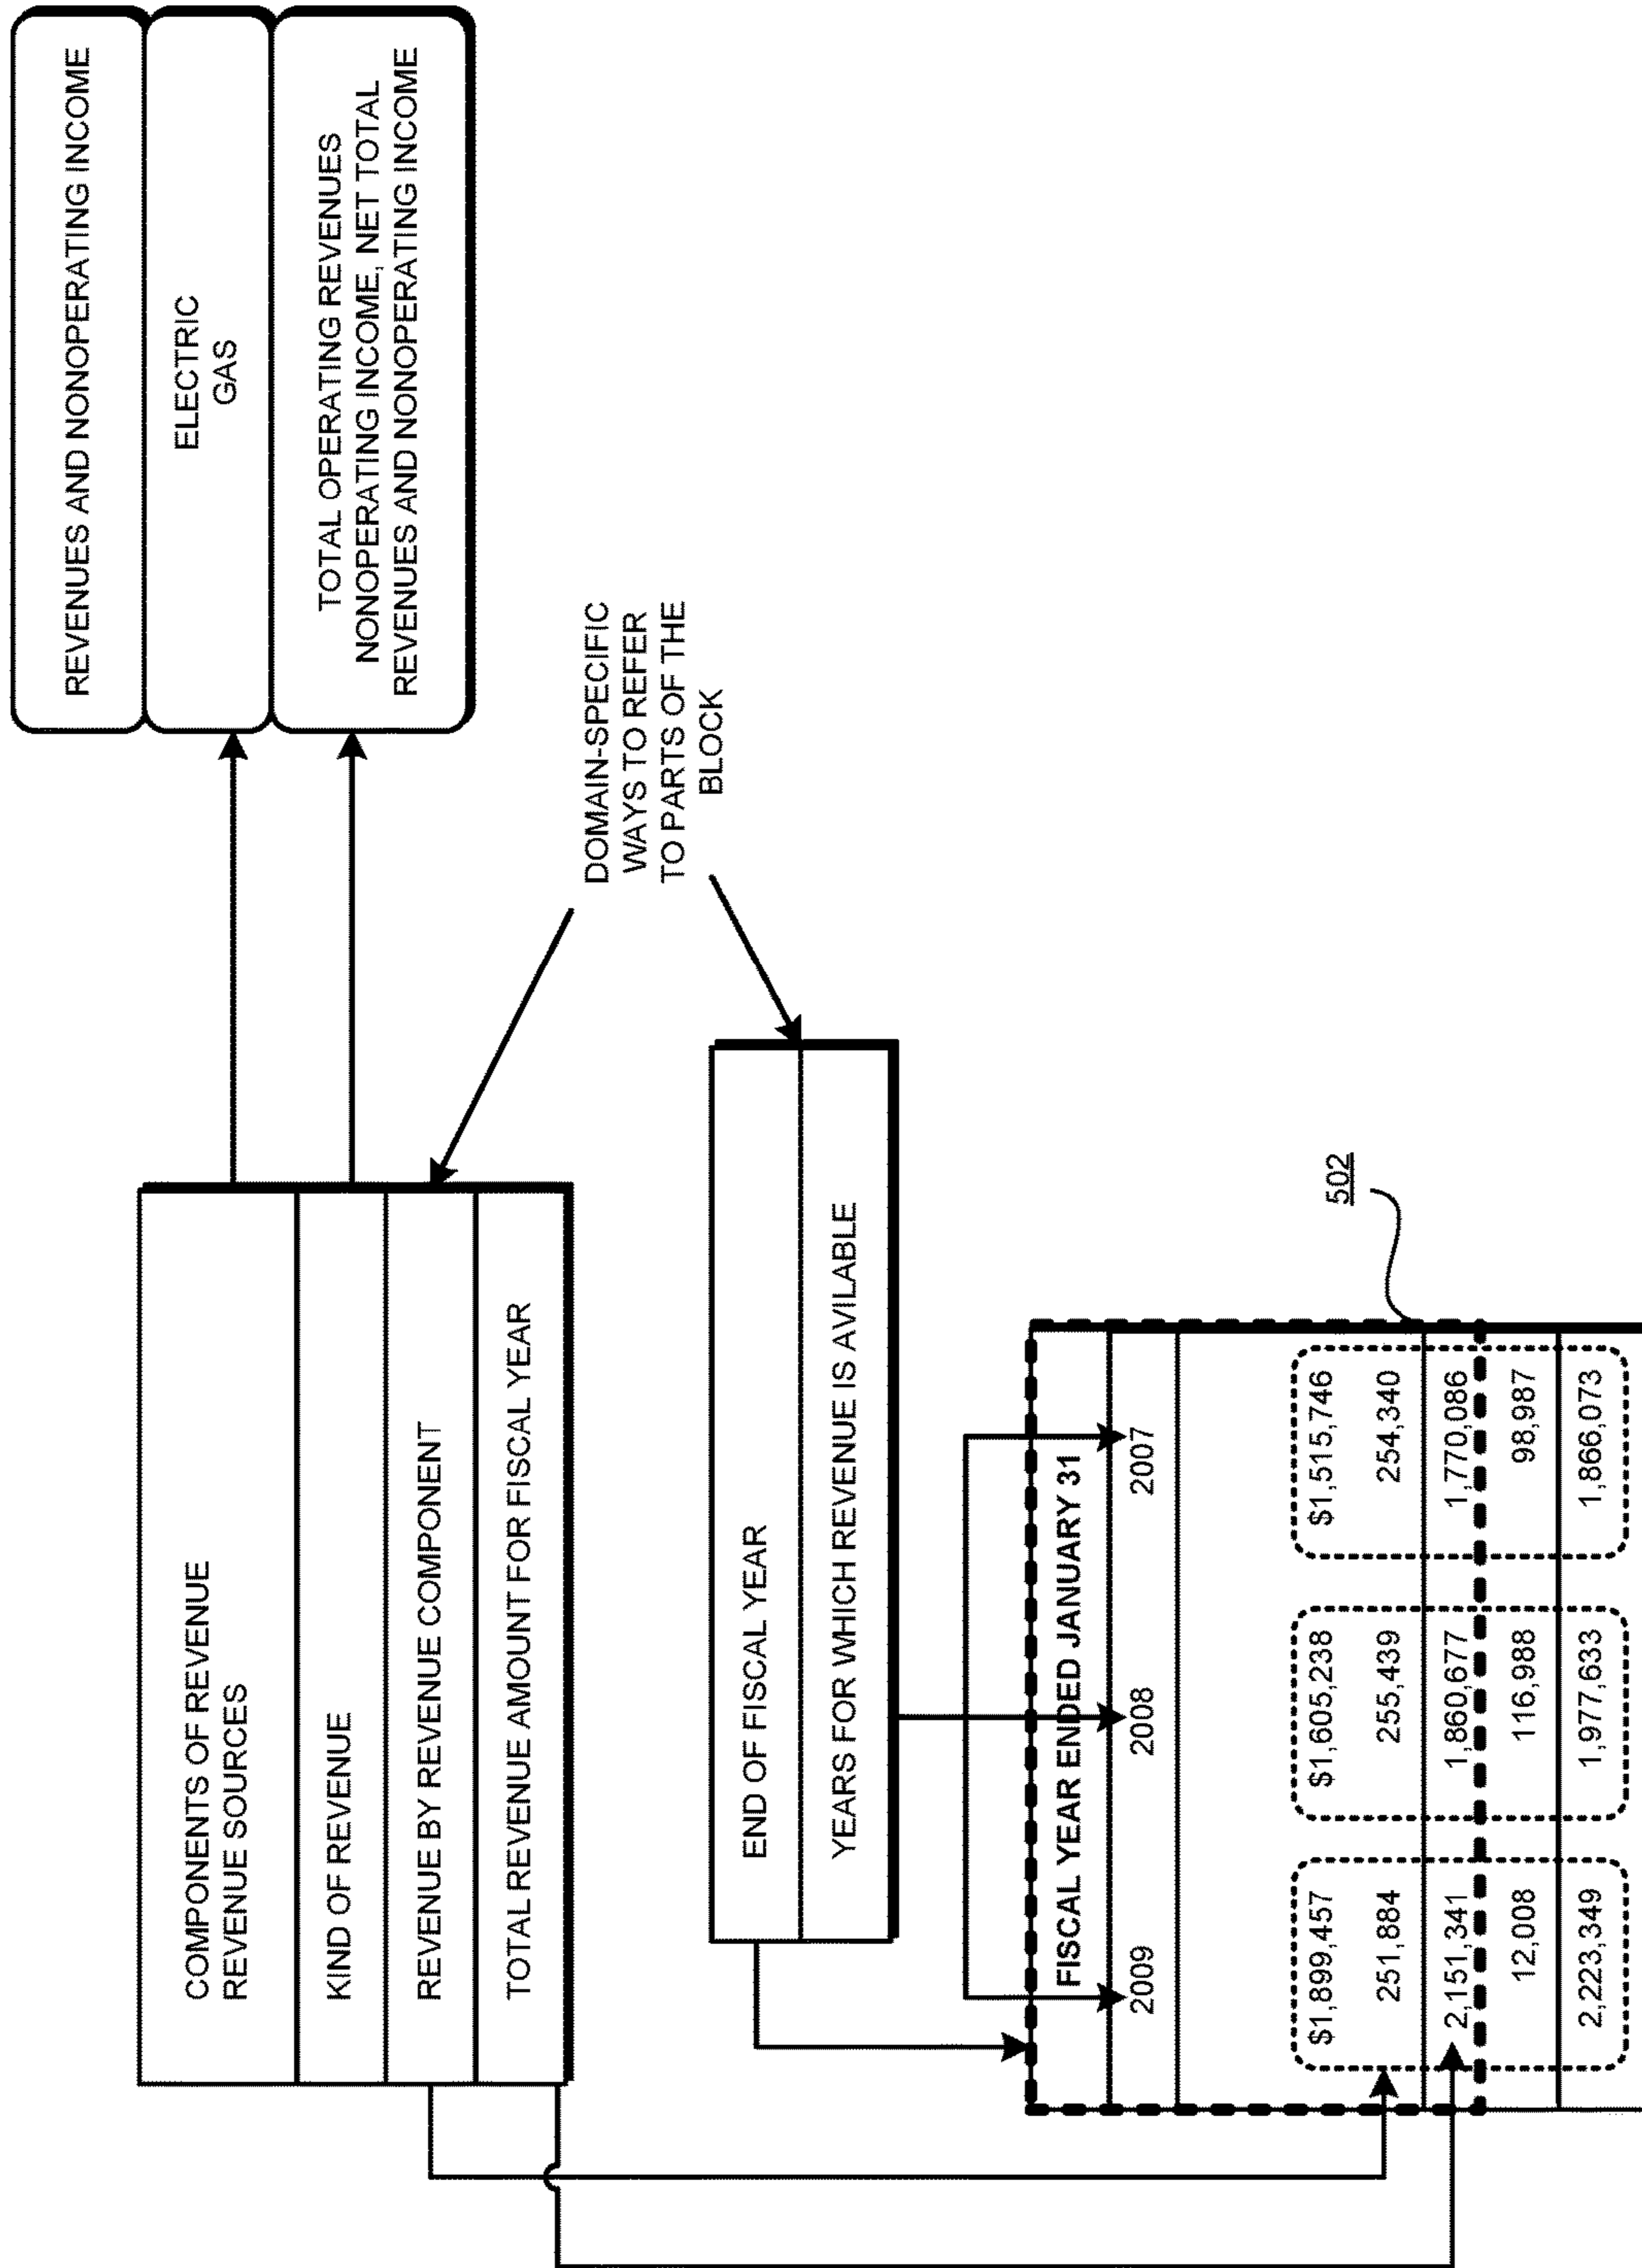 REVENUES AND NONOPERATING INCOME
ELECTRIC
GAS
TOTAL OPERATING REVENUES
NONOPERATING INCOME, NET TOTAL
REVENUES AND NONOPERATING INCOME
COMPONENTS OF REVENUE
REVENUE SOURCES
KIND OF REVENUE
REVENUE BY REVENUE COMPONENT
TOTAL REVENUE AMOUNT FOR FISCAL YEAR
DOMAIN-SPECIFIC
WAYS TO REFER
TO PARTS OF THE
BLOCK
END OF FISCAL YEAR
YEARS FOR WHICH REVENUE IS AVILABLE
502
FISCAL YEAR ENDED JANUARY 31
2009 2008 2007
$1,899,457 $1,605,238 $1,515,746
251,884 255,439 254,340
2,151,341 1,860,677 1,770,086
12,008 116,988 98,987
2,223,349 1,977,633 1,866,073